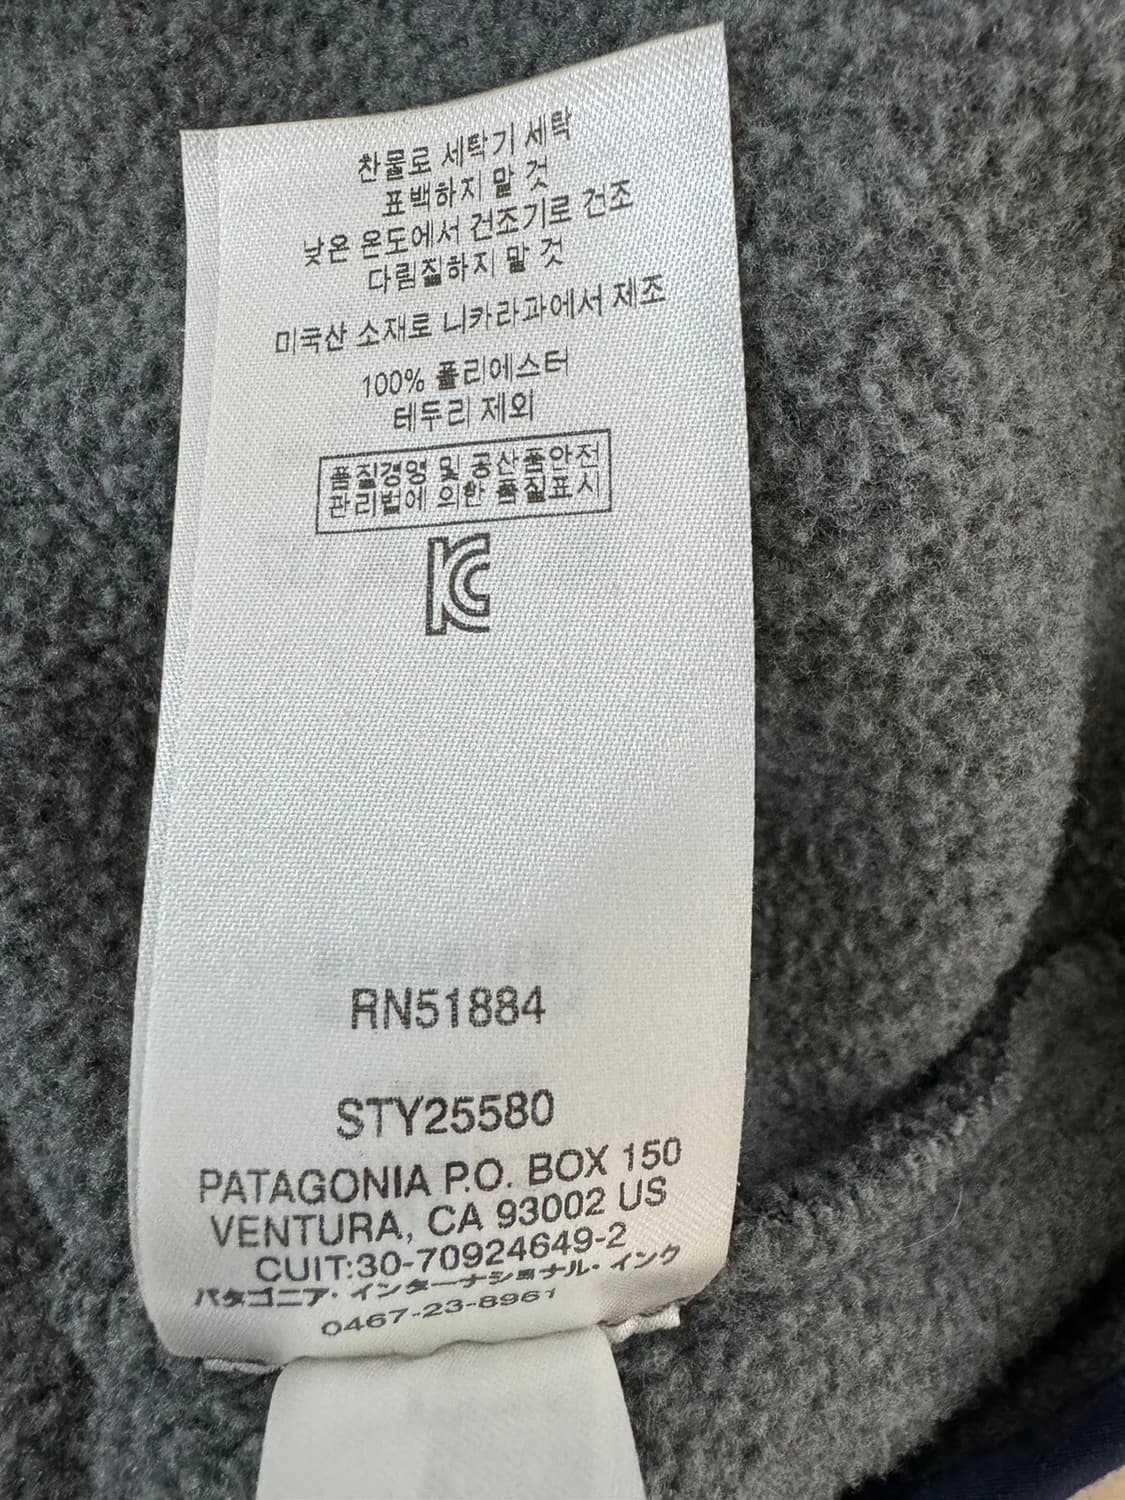 찬물로 세탁기 세탁
표백하지 말 것
낮은 온도에서 건조기로 건조
다림질하지 말 것
미국산 소재로 니카라과에서 제조
100% 폴리에스터
테두리 제외
품질경영 및 공산품안전
관리법에 의한 품질표시
KC
RN51884
STY25580
PATAGONIA P.O. BOX 150
VENTURA, CA 93002 US
CUIT:30-70924649-2
パタゴニア・インターナショナル・インク
0467-23-8961